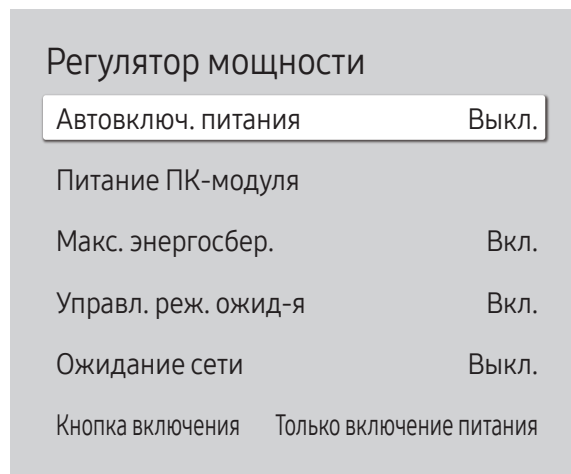 Регулятор мощности
Автовключ. питания Выкл.
Питание ПК-модуля
Макс. энергосбер. Вкл.
Управл. реж. ожид-я Вкл.
Ожидание сети Выкл.
Кнопка включения Только включение питания